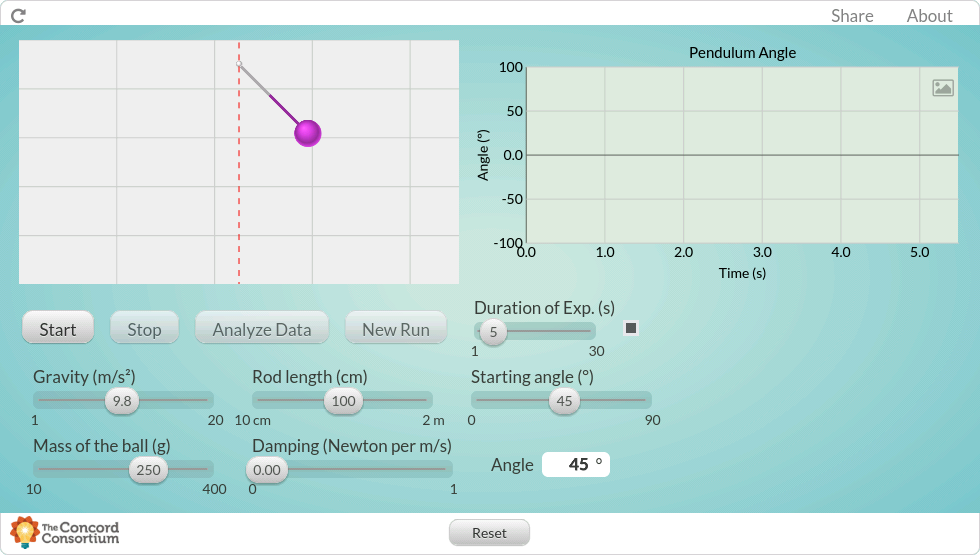 Share About
Pendulum Angle
100
50
0.0
-50
-100
Angle (°)
0.0 1.0 2.0 3.0 4.0 5.0
Time (s)
Start Stop Analyze Data New Run
Duration of Exp. (s)
5
1 30
Gravity (m/s²) Rod length (cm) Starting angle (°)
9.8 100 45
1 20 10 cm 2 m 0 90
Mass of the ball (g) Damping (Newton per m/s)
250 0.00
10 400 0 1
Angle 45 °
The Concord
Consortium
Reset